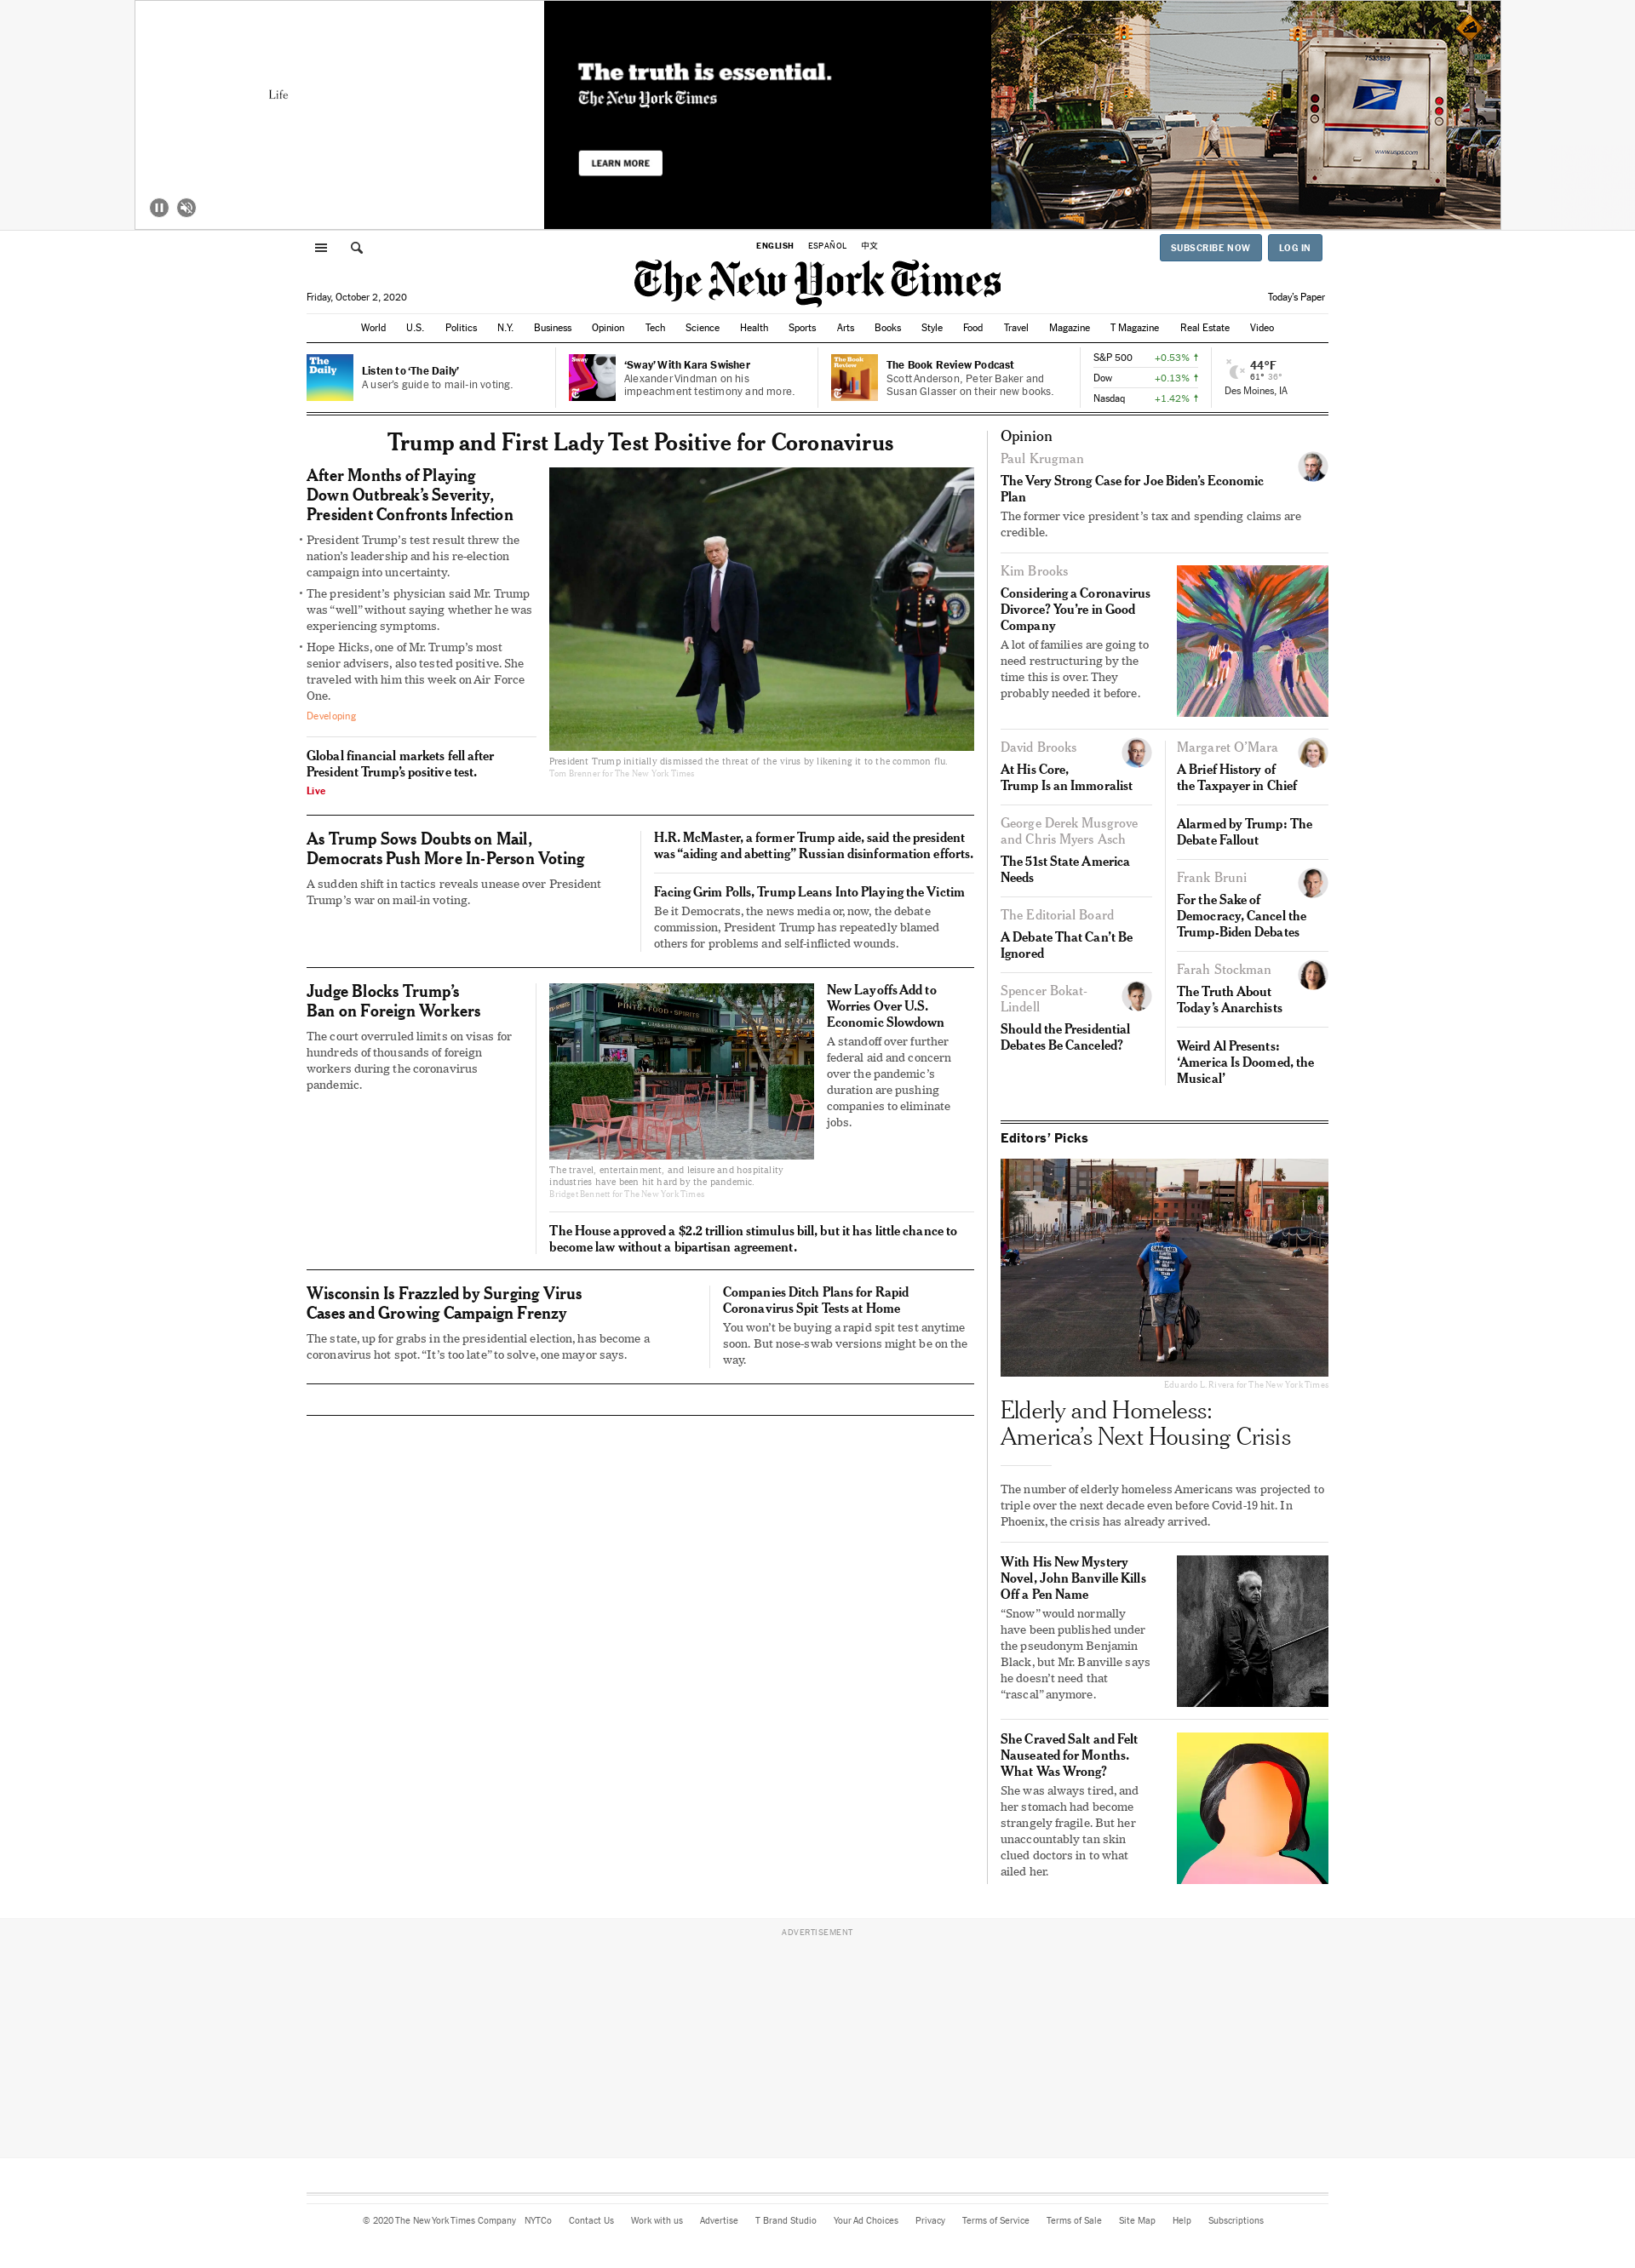 Life
The truth is essential.
The New York Times
LEARN MORE
7533889
www.usps.com
ENGLISH ESPAÑOL 中文
SUBSCRIBE NOW LOG IN
The New York Times
Friday, October 2, 2020
Today's Paper
World U.S. Politics N.Y. Business Opinion Tech Science Health Sports Arts Books Style Food Travel Magazine T Magazine Real Estate Video
The Daily
Listen to ‘The Daily’
A user's guide to mail-in voting.
Sway
‘Sway’ With Kara Swisher
Alexander Vindman on his
impeachment testimony and more.
The Book Review
The Book Review Podcast
Scott Anderson, Peter Baker and
Susan Glasser on their new books.
S&P 500 +0.53% ↑
Dow +0.13% ↑
Nasdaq +1.42% ↑
44°F
61° 36°
Des Moines, IA
Trump and First Lady Test Positive for Coronavirus
After Months of Playing
Down Outbreak’s Severity,
President Confronts Infection
• President Trump’s test result threw the
nation’s leadership and his re-election
campaign into uncertainty.
• The president’s physician said Mr. Trump
was “well” without saying whether he was
experiencing symptoms.
• Hope Hicks, one of Mr. Trump’s most
senior advisers, also tested positive. She
traveled with him this week on Air Force
One.
Developing
Global financial markets fell after
President Trump’s positive test.
Live
President Trump initially dismissed the threat of the virus by likening it to the common flu.
Tom Brenner for The New York Times
As Trump Sows Doubts on Mail,
Democrats Push More In-Person Voting
A sudden shift in tactics reveals unease over President
Trump’s war on mail-in voting.
H.R. McMaster, a former Trump aide, said the president
was “aiding and abetting” Russian disinformation efforts.
Facing Grim Polls, Trump Leans Into Playing the Victim
Be it Democrats, the news media or, now, the debate
commission, President Trump has repeatedly blamed
others for problems and self-inflicted wounds.
Judge Blocks Trump’s
Ban on Foreign Workers
The court overruled limits on visas for
hundreds of thousands of foreign
workers during the coronavirus
pandemic.
PINTS · FOOD · SPIRITS
The travel, entertainment, and leisure and hospitality
industries have been hit hard by the pandemic.
Bridget Bennett for The New York Times
New Layoffs Add to
Worries Over U.S.
Economic Slowdown
A standoff over further
federal aid and concern
over the pandemic’s
duration are pushing
companies to eliminate
jobs.
The House approved a $2.2 trillion stimulus bill, but it has little chance to
become law without a bipartisan agreement.
Wisconsin Is Frazzled by Surging Virus
Cases and Growing Campaign Frenzy
The state, up for grabs in the presidential election, has become a
coronavirus hot spot. “It’s too late” to solve, one mayor says.
Companies Ditch Plans for Rapid
Coronavirus Spit Tests at Home
You won’t be buying a rapid spit test anytime
soon. But nose-swab versions might be on the
way.
Opinion
Paul Krugman
The Very Strong Case for Joe Biden’s Economic
Plan
The former vice president’s tax and spending claims are
credible.
Kim Brooks
Considering a Coronavirus
Divorce? You’re in Good
Company
A lot of families are going to
need restructuring by the
time this is over. They
probably needed it before.
David Brooks
At His Core,
Trump Is an Immoralist
George Derek Musgrove
and Chris Myers Asch
The 51st State America
Needs
The Editorial Board
A Debate That Can’t Be
Ignored
Spencer Bokat-
Lindell
Should the Presidential
Debates Be Canceled?
Margaret O’Mara
A Brief History of
the Taxpayer in Chief
Alarmed by Trump: The
Debate Fallout
Frank Bruni
For the Sake of
Democracy, Cancel the
Trump-Biden Debates
Farah Stockman
The Truth About
Today’s Anarchists
Weird Al Presents:
‘America Is Doomed, the
Musical’
Editors’ Picks
Eduardo L. Rivera for The New York Times
Elderly and Homeless:
America’s Next Housing Crisis
The number of elderly homeless Americans was projected to
triple over the next decade even before Covid-19 hit. In
Phoenix, the crisis has already arrived.
With His New Mystery
Novel, John Banville Kills
Off a Pen Name
“Snow” would normally
have been published under
the pseudonym Benjamin
Black, but Mr. Banville says
he doesn’t need that
“rascal” anymore.
She Craved Salt and Felt
Nauseated for Months.
What Was Wrong?
She was always tired, and
her stomach had become
strangely fragile. But her
unaccountably tan skin
clued doctors in to what
ailed her.
ADVERTISEMENT
© 2020 The New York Times Company NYTCo Contact Us Work with us Advertise T Brand Studio Your Ad Choices Privacy Terms of Service Terms of Sale Site Map Help Subscriptions